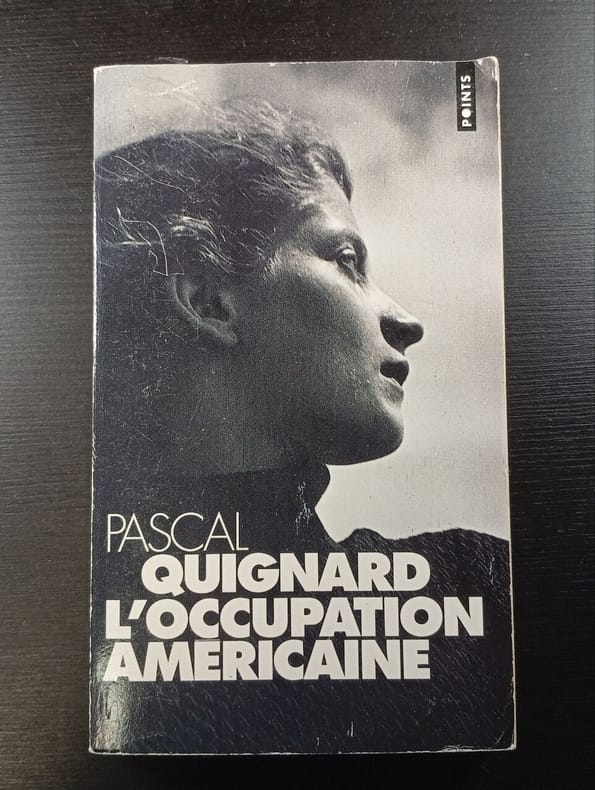 POINTS
PASCAL
QUIGNARD
L'OCCUPATION
AMERICAINE